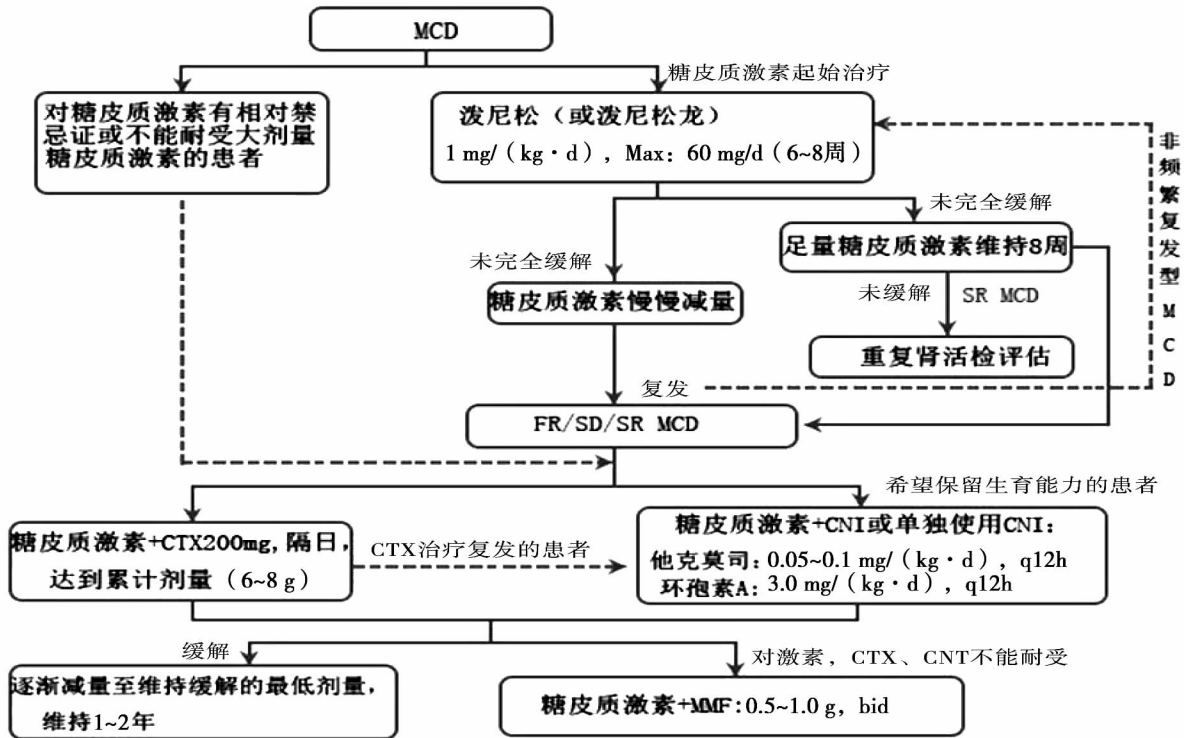 MCD
糖皮质激素起始治疗
对糖皮质激素有相对禁
忌证或不能耐受大剂量
糖皮质激素的患者
泼尼松（或泼尼松龙）
1 mg/（kg·d），Max：60 mg/d（6~8周）
非频繁复发型MCD
未完全缓解
足量糖皮质激素维持8周
未完全缓解
糖皮质激素慢慢减量
未缓解
SR MCD
重复肾活检评估
复发
FR/SD/SR MCD
希望保留生育能力的患者
糖皮质激素+CTX200mg,隔日,
达到累计剂量（6~8 g）
CTX治疗复发的患者
糖皮质激素+CNI或单独使用CNI：
他克莫司：0.05~0.1 mg/（kg·d），q12h
环孢素A：3.0 mg/（kg·d），q12h
缓解
对激素，CTX、CNT不能耐受
逐渐减量至维持缓解的最低剂量，
维持1~2年
糖皮质激素+MMF：0.5~1.0 g，bid